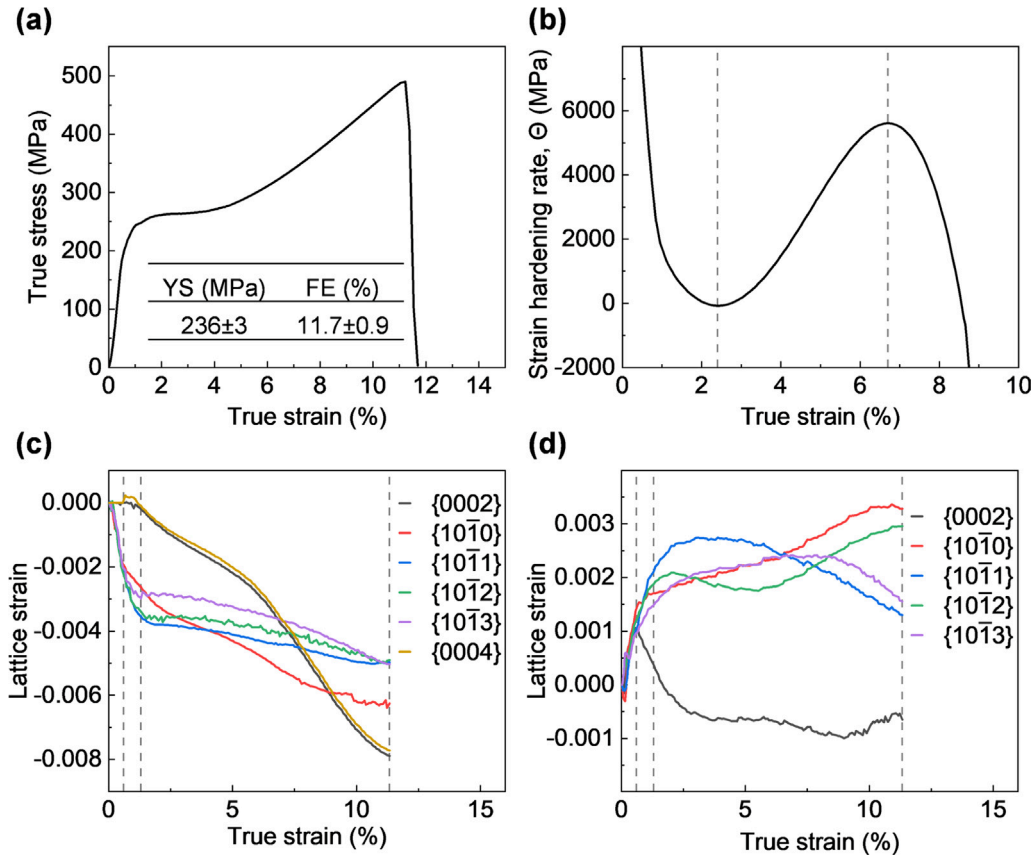 (a)
True stress (MPa)
500
400
300
200
100
0
YS (MPa) FE (%)
236±3 11.7±0.9
0 2 4 6 8 10 12 14
True strain (%)
(b)
Strain hardening rate, Θ (MPa)
6000
4000
2000
0
-2000
0 2 4 6 8 10
True strain (%)
(c)
Lattice strain
0.000
-0.002
-0.004
-0.006
-0.008
{0002}
{101̄0}
{101̄1}
{101̄2}
{101̄3}
{0004}
0 5 10 15
True strain (%)
(d)
Lattice strain
0.003
0.002
0.001
0.000
-0.001
{0002}
{101̄0}
{101̄1}
{101̄2}
{101̄3}
0 5 10 15
True strain (%)